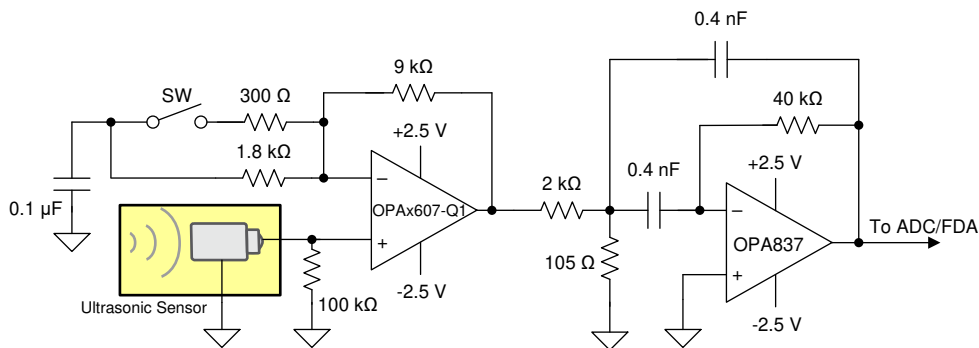 0.4 nF
9 kΩ
SW
300 Ω
40 kΩ
+2.5 V
1.8 kΩ
+2.5 V
0.4 nF
2 kΩ
−
OPAx607-Q1
+
0.1 µF
−
OPA837
+
To ADC/FDA
105 Ω
-2.5 V
100 kΩ
Ultrasonic Sensor
-2.5 V